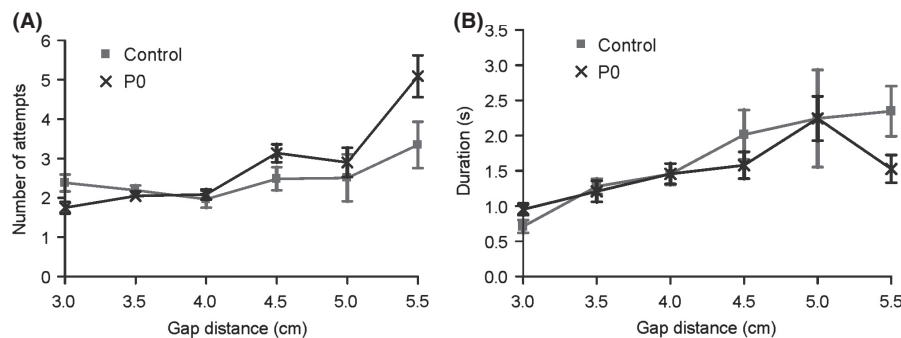 (A)
Number of attempts
6
5
4
3
2
1
0
Control
P0
3.0 3.5 4.0 4.5 5.0 5.5
Gap distance (cm)
(B)
Duration (s)
3.5
3.0
2.5
2.0
1.5
1.0
0.5
0.0
Control
P0
3.0 3.5 4.0 4.5 5.0 5.5
Gap distance (cm)